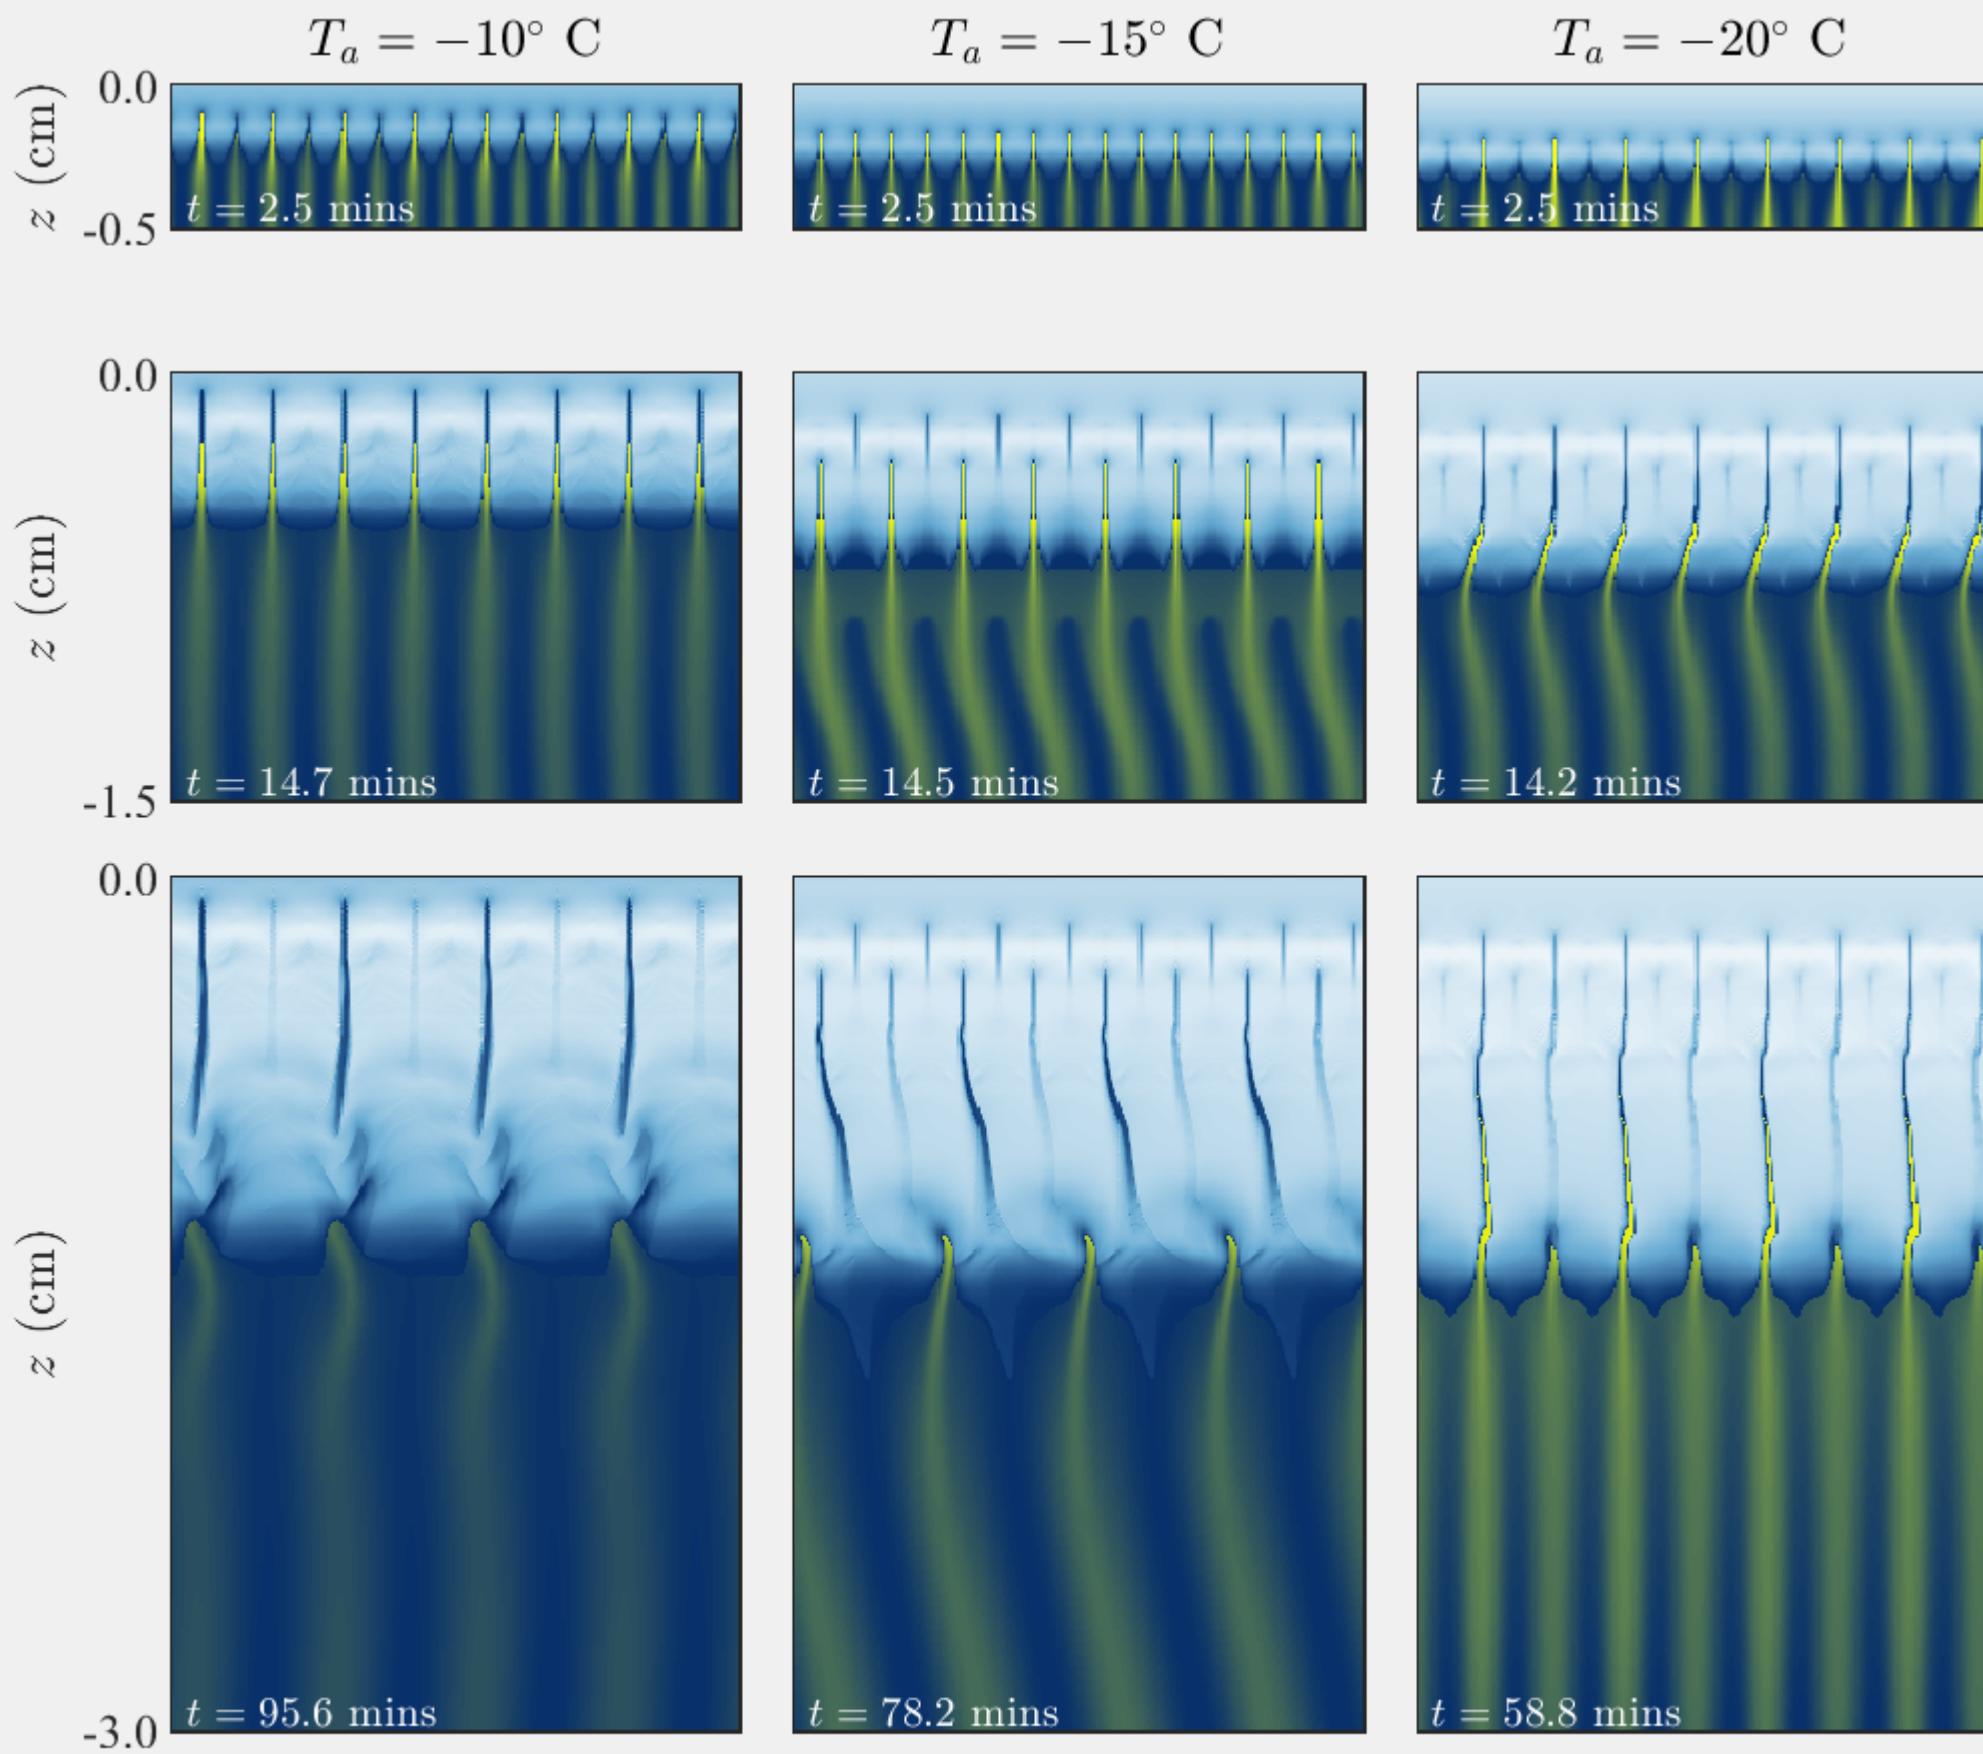 T_a = −10° C
T_a = −15° C
T_a = −20° C
z (cm)
0.0
-0.5
t = 2.5 mins
t = 2.5 mins
t = 2.5 mins
z (cm)
0.0
-1.5
t = 14.7 mins
t = 14.5 mins
t = 14.2 mins
z (cm)
0.0
-3.0
t = 95.6 mins
t = 78.2 mins
t = 58.8 mins